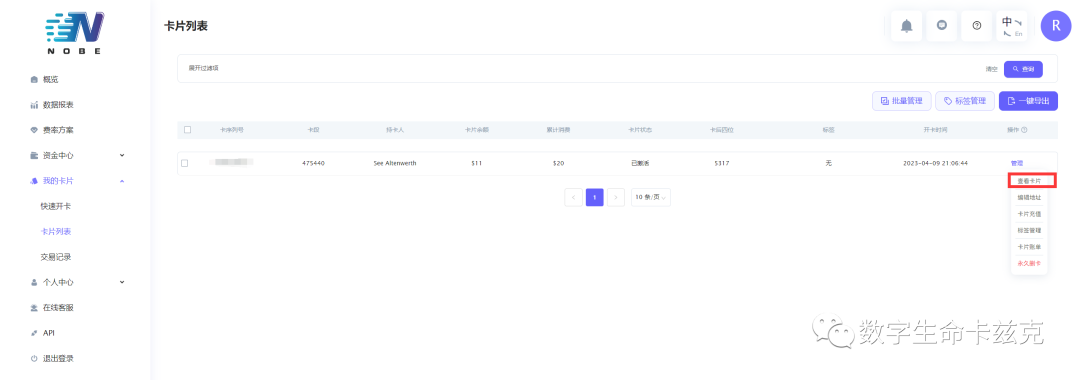 NOBE
卡片列表
中
En
R
概览
数据报表
费率方案
资金中心
我的卡片
快速开卡
卡片列表
交易记录
个人中心
在线客服
API
退出登录
展开过滤项
清空
查询
批量管理
标签管理
一键导出
卡序列号 卡段 持卡人 卡片余额 累计消费 卡片状态 卡后四位 标签 开卡时间 操作
475440 See Altenwerth $11 $20 已激活 5317 无 2023-04-09 21:06:44 管理
1
10 条/页
查看卡片
编辑地址
卡片充值
标签管理
卡片账单
永久销卡
数字生命卡兹克